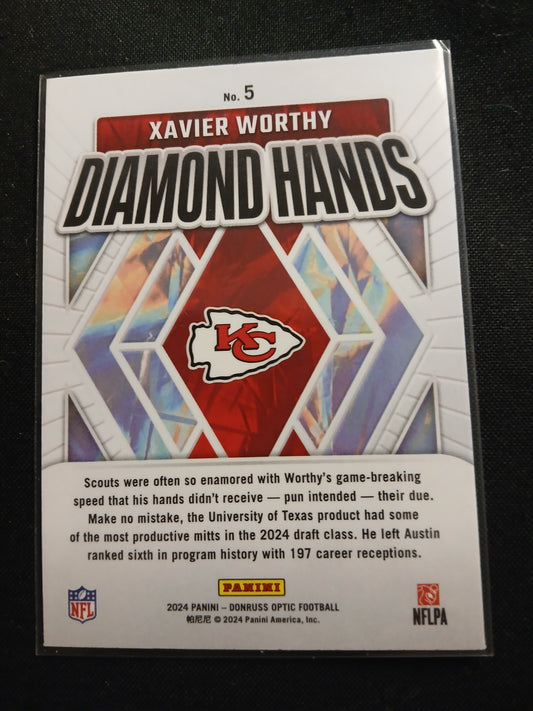 No. 5
XAVIER WORTHY
DIAMOND HANDS
KC
Scouts were often so enamored with Worthy's game-breaking
speed that his hands didn't receive — pun intended — their due.
Make no mistake, the University of Texas product had some
of the most productive mitts in the 2024 draft class. He left Austin
ranked sixth in program history with 197 career receptions.
PANINI
NFL
2024 PANINI – DONRUSS OPTIC FOOTBALL
帕尼尼 © 2024 Panini America, Inc.
NFLPA